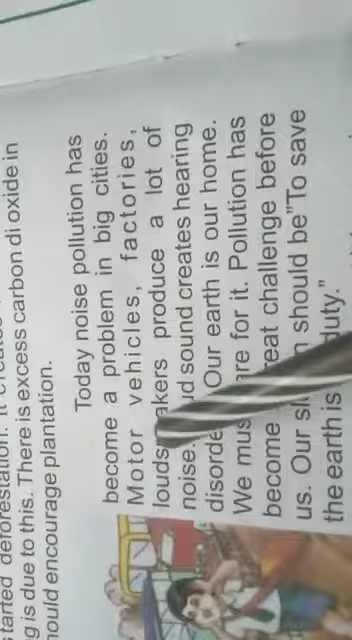 started deforestation. It
g is due to this. There is excess carbon di oxide in
hould encourage plantation.
Today noise pollution has
become a problem in big cities.
Motor vehicles, factories,
louds akers produce a lot of
noise. ud sound creates hearing
disorde Our earth is our home.
We mus are for it. Pollution has
become eat challenge before
us. Our sl n should be"To save
the earth is duty."